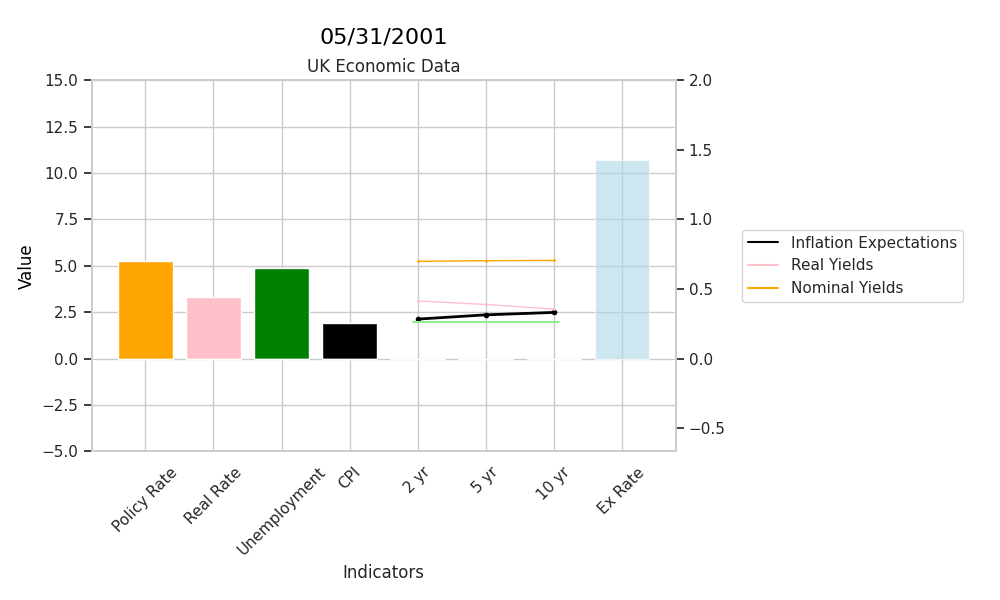 05/31/2001
UK Economic Data
15.0
12.5
10.0
7.5
5.0
2.5
0.0
−2.5
−5.0
Value
2.0
1.5
1.0
0.5
0.0
−0.5
Inflation Expectations
Real Yields
Nominal Yields
Policy Rate
Real Rate
Unemployment
CPI
2 yr
5 yr
10 yr
Ex Rate
Indicators